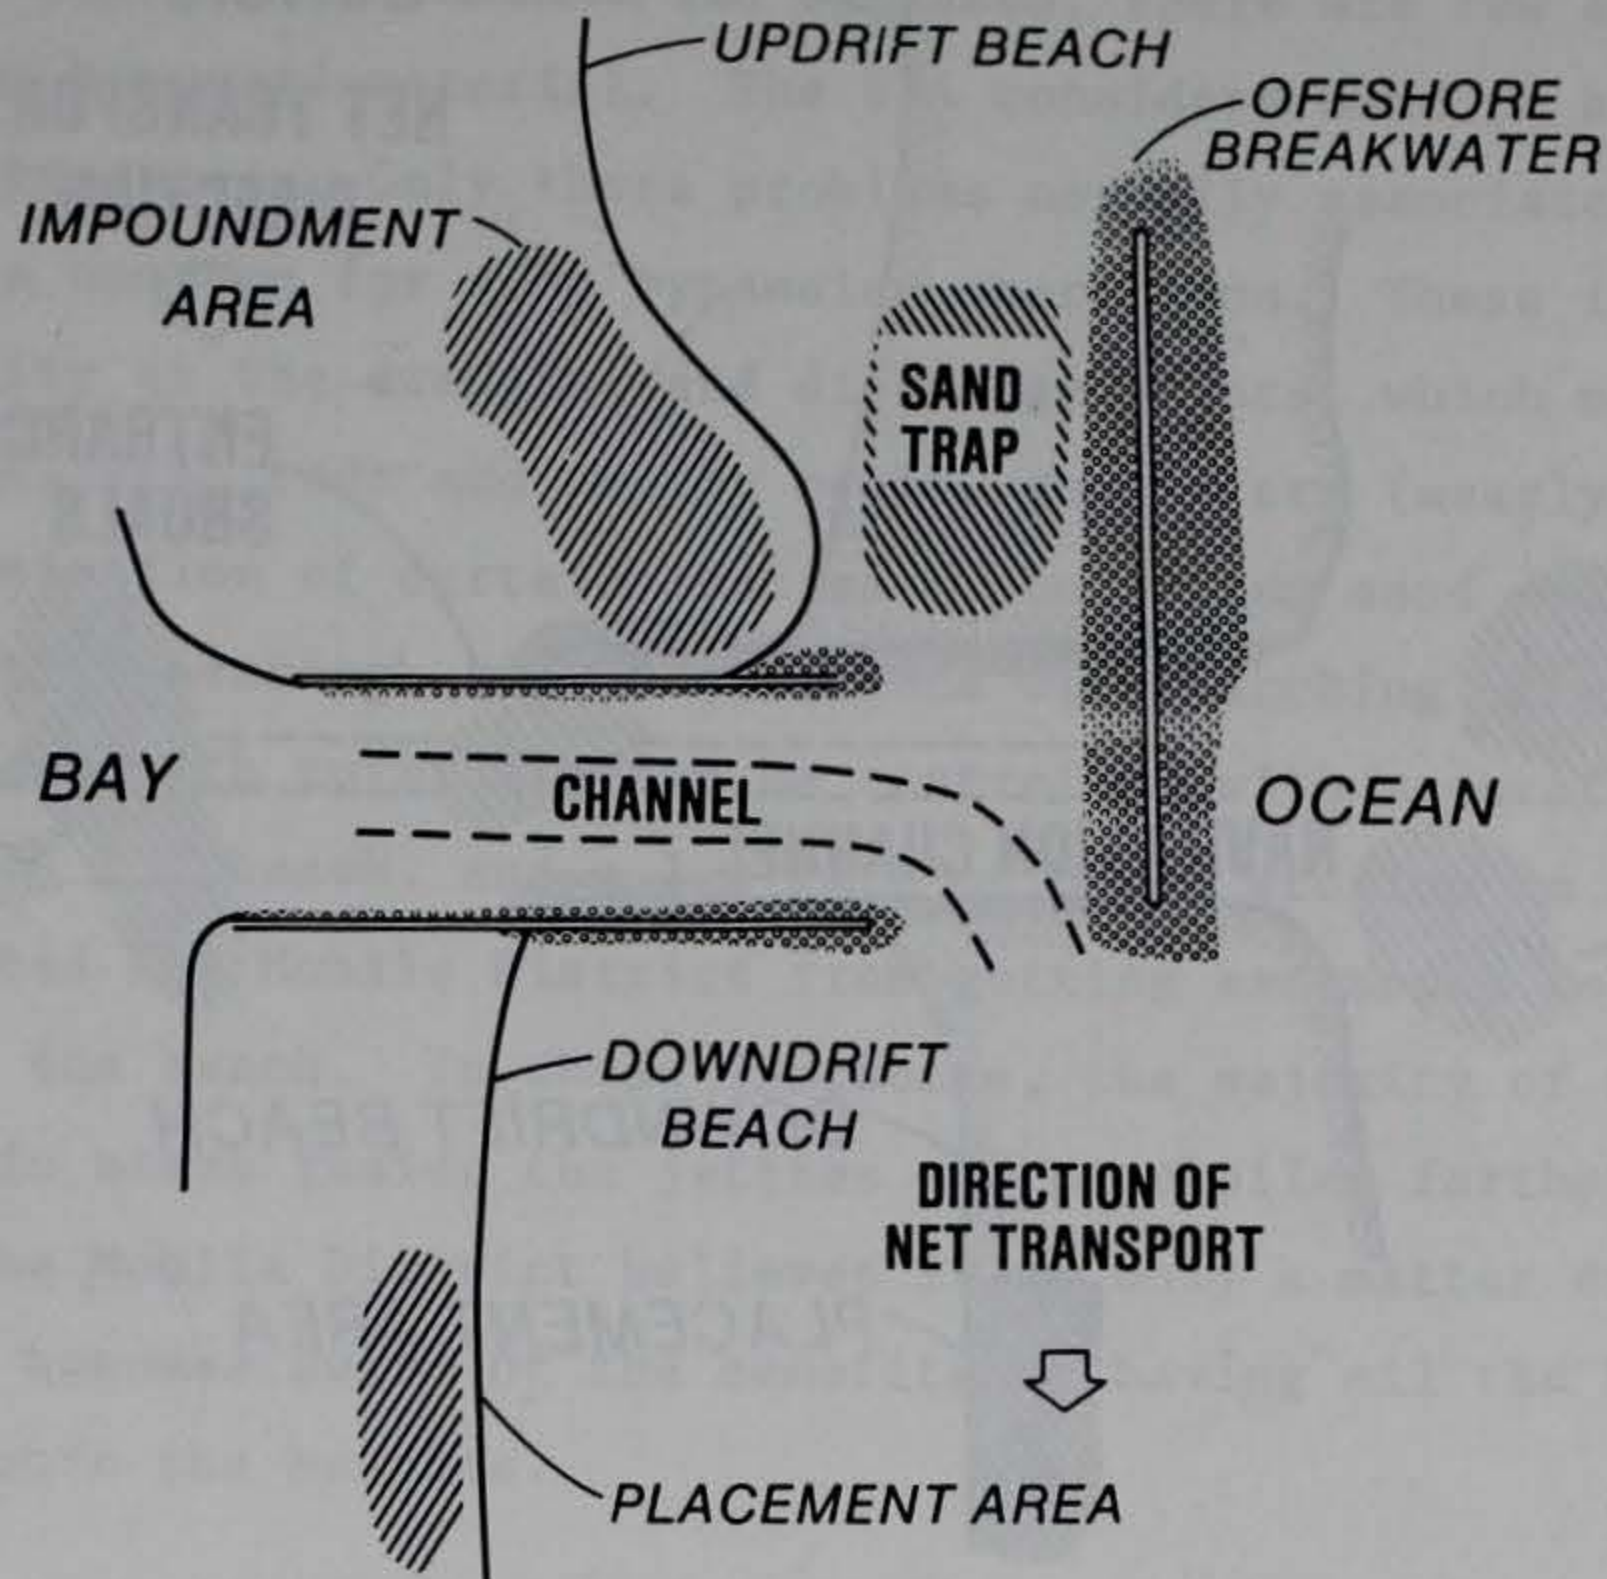 UPDRIFT BEACH
OFFSHORE
BREAKWATER
IMPOUNDMENT
AREA
SAND
TRAP
BAY
CHANNEL
OCEAN
DOWNDRIFT
BEACH
DIRECTION OF
NET TRANSPORT
PLACEMENT AREA